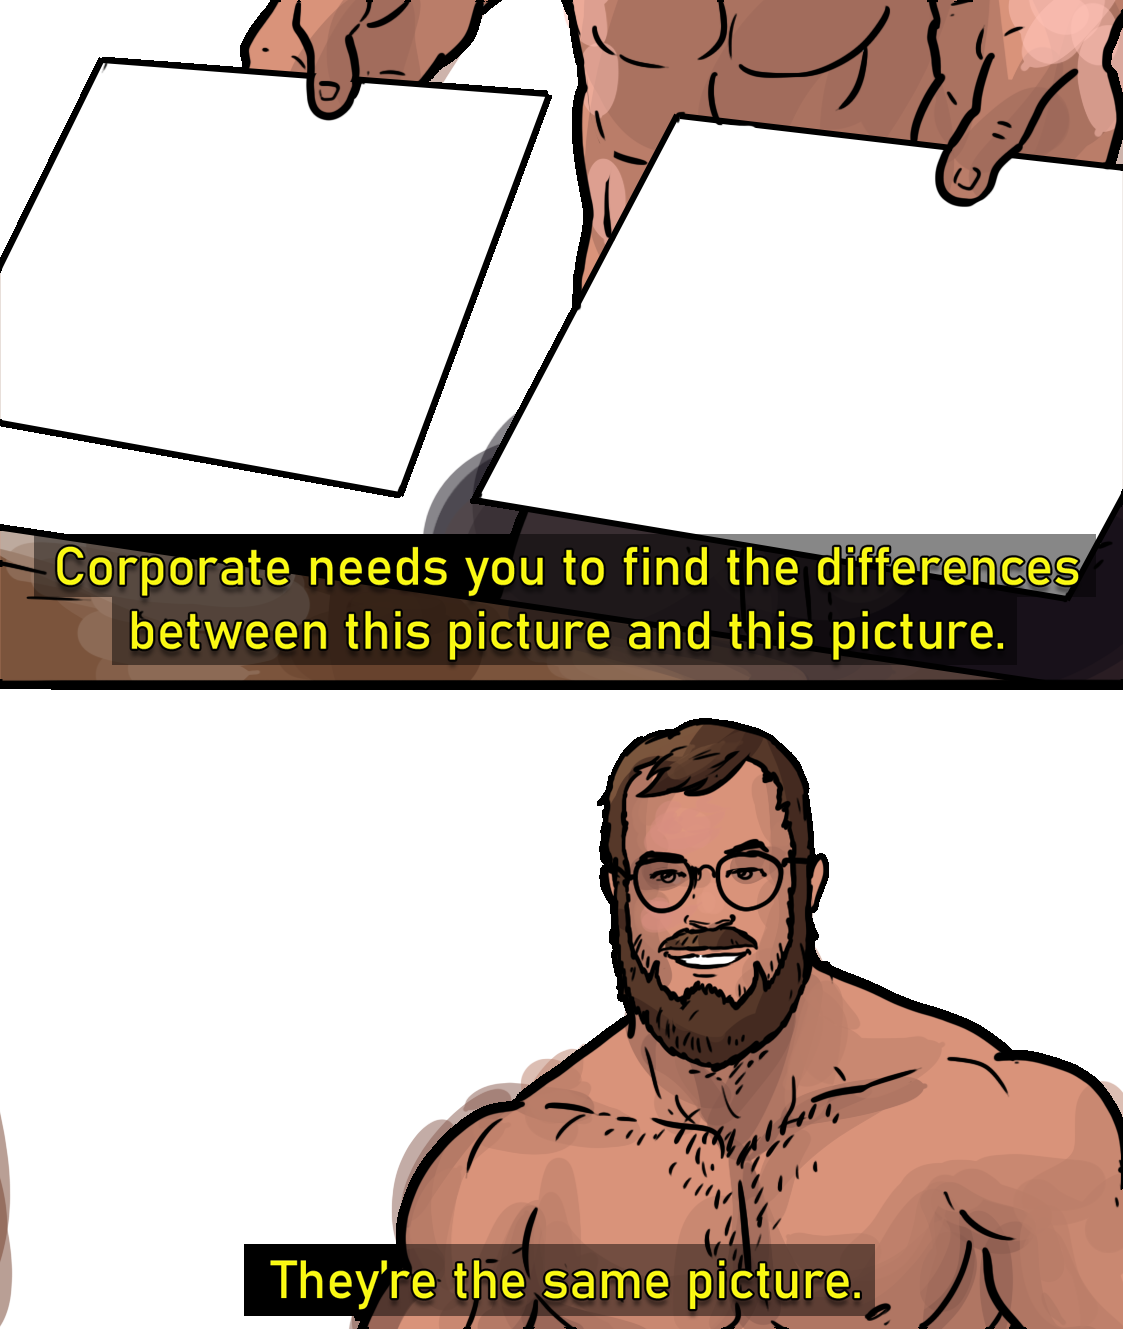 Corporate needs you to find the differences
between this picture and this picture.
They're the same picture.